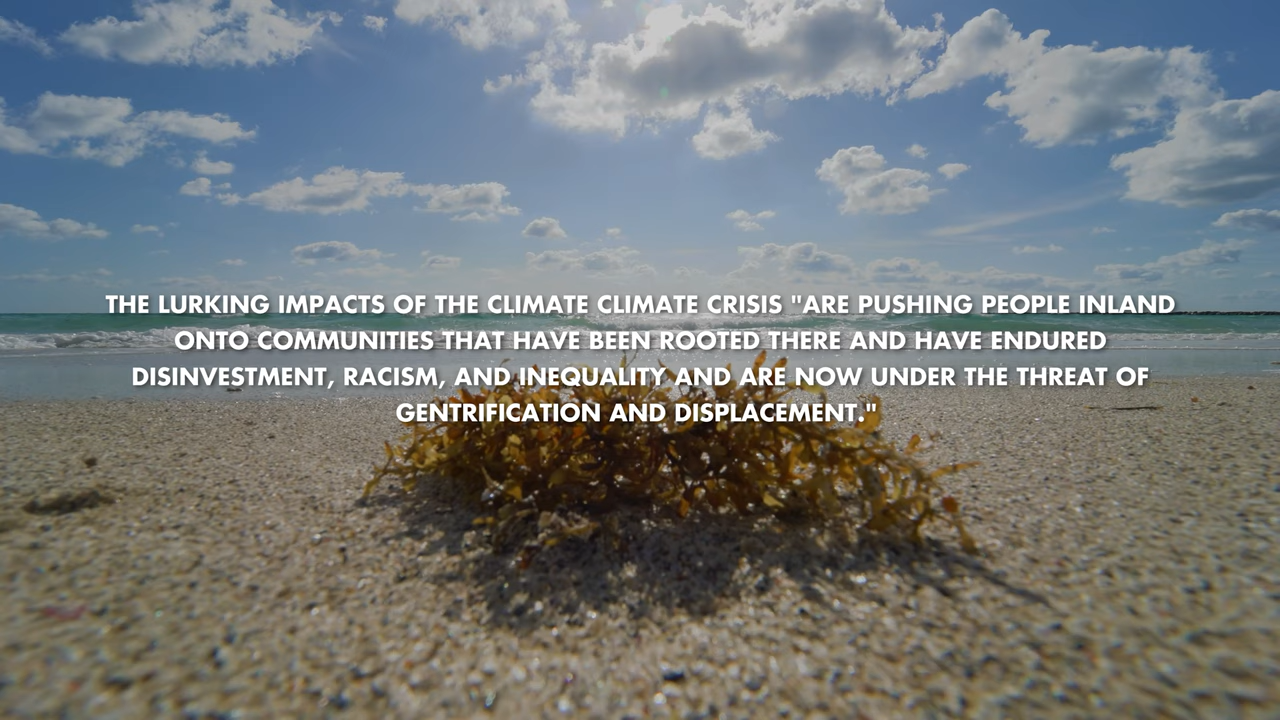 THE LURKING IMPACTS OF THE CLIMATE CLIMATE CRISIS "ARE PUSHING PEOPLE INLAND
ONTO COMMUNITIES THAT HAVE BEEN ROOTED THERE AND HAVE ENDURED
DISINVESTMENT, RACISM, AND INEQUALITY AND ARE NOW UNDER THE THREAT OF
GENTRIFICATION AND DISPLACEMENT."